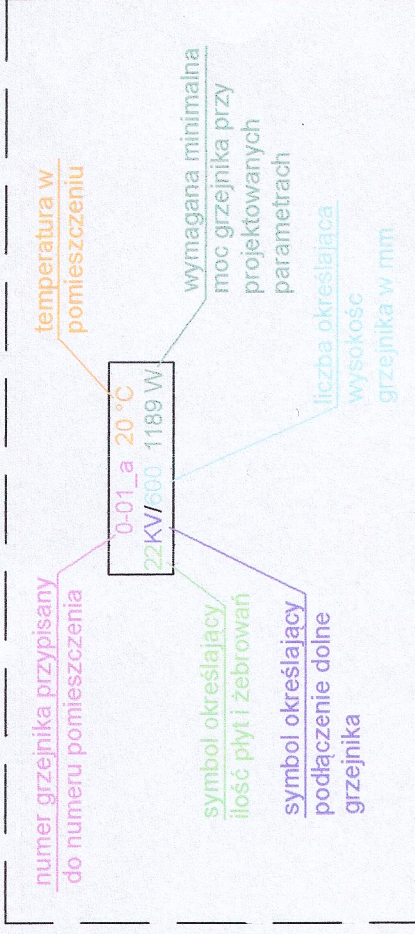 numer grzejnika przypisany
do numeru pomieszczenia
temperatura w
pomieszczeniu
0-01_a 20 °C
22KV/600 1189 W
symbol określający
ilość płyt i żebrowań
symbol określający
podłączenie dolne
grzejnika
wymagana minimalna
moc grzejnika przy
projektowanych
parametrach
liczba określająca
wysokość
grzejnika w mm